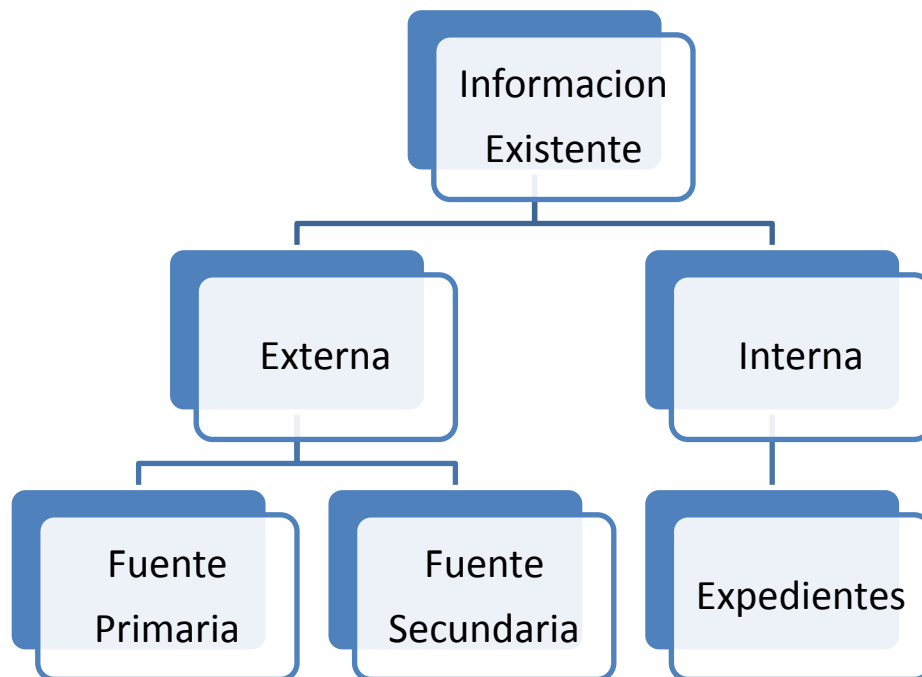 Informacion
Existente
Externa
Interna
Fuente
Primaria
Fuente
Secundaria
Expedientes